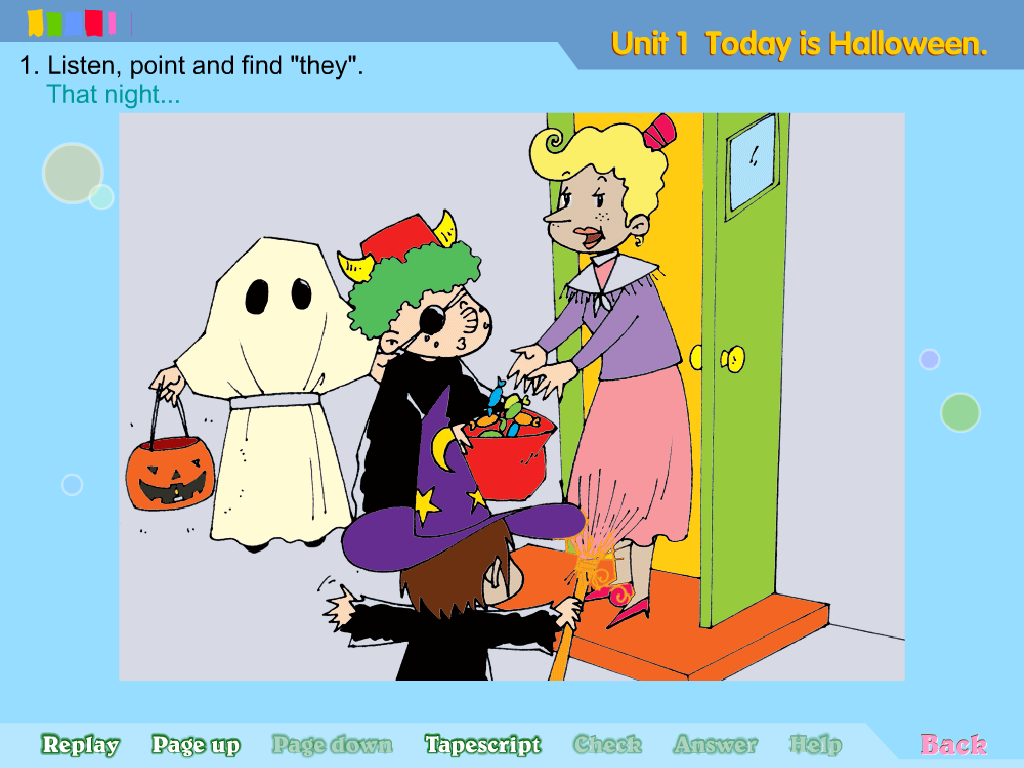 Unit 1 Today is Halloween.
1. Listen, point and find "they".
That night...
Replay Page up Page down Tapescript Check Answer Help Back